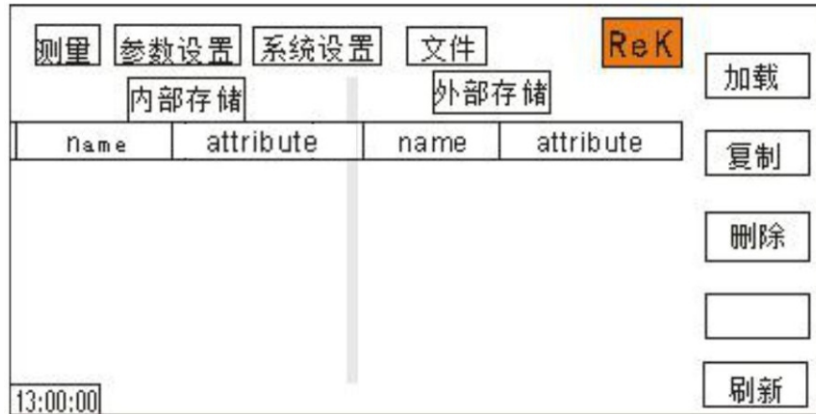 测量 参数设置 系统设置 文件 ReK
加载
内部存储 外部存储
name attribute name attribute
复制
删除
刷新
13:00:00